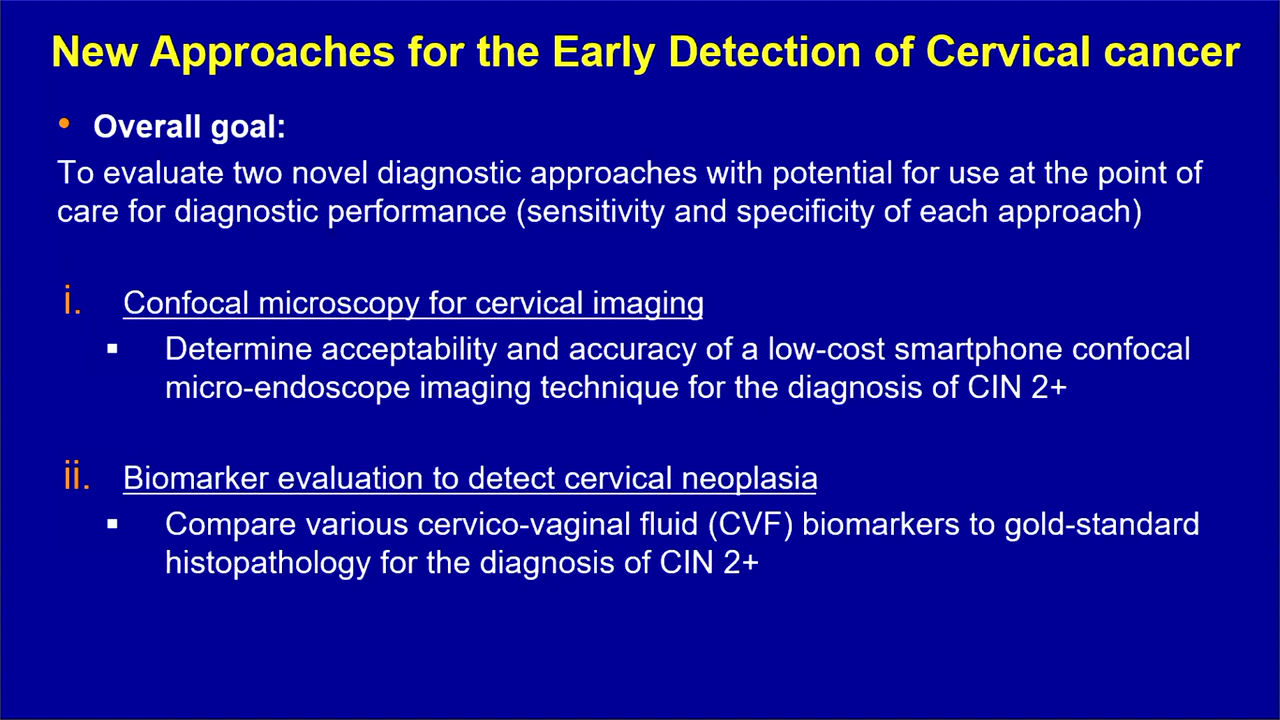 New Approaches for the Early Detection of Cervical cancer
• Overall goal:
To evaluate two novel diagnostic approaches with potential for use at the point of
care for diagnostic performance (sensitivity and specificity of each approach)
i. Confocal microscopy for cervical imaging
▪ Determine acceptability and accuracy of a low-cost smartphone confocal
micro-endoscope imaging technique for the diagnosis of CIN 2+
ii. Biomarker evaluation to detect cervical neoplasia
▪ Compare various cervico-vaginal fluid (CVF) biomarkers to gold-standard
histopathology for the diagnosis of CIN 2+